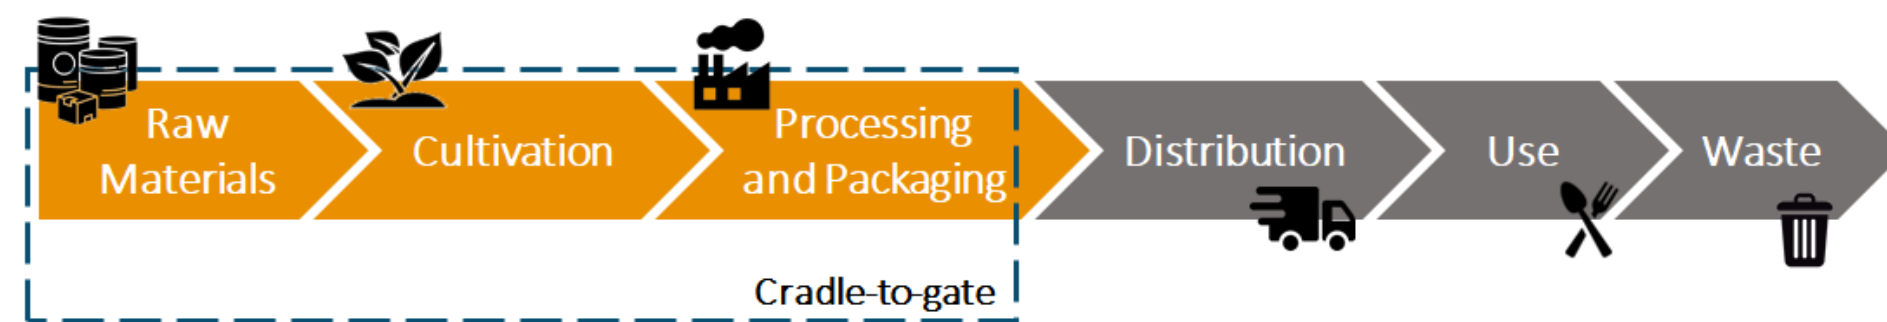 Raw
Materials
Cultivation
Processing
and Packaging
Distribution
Use
Waste
Cradle-to-gate